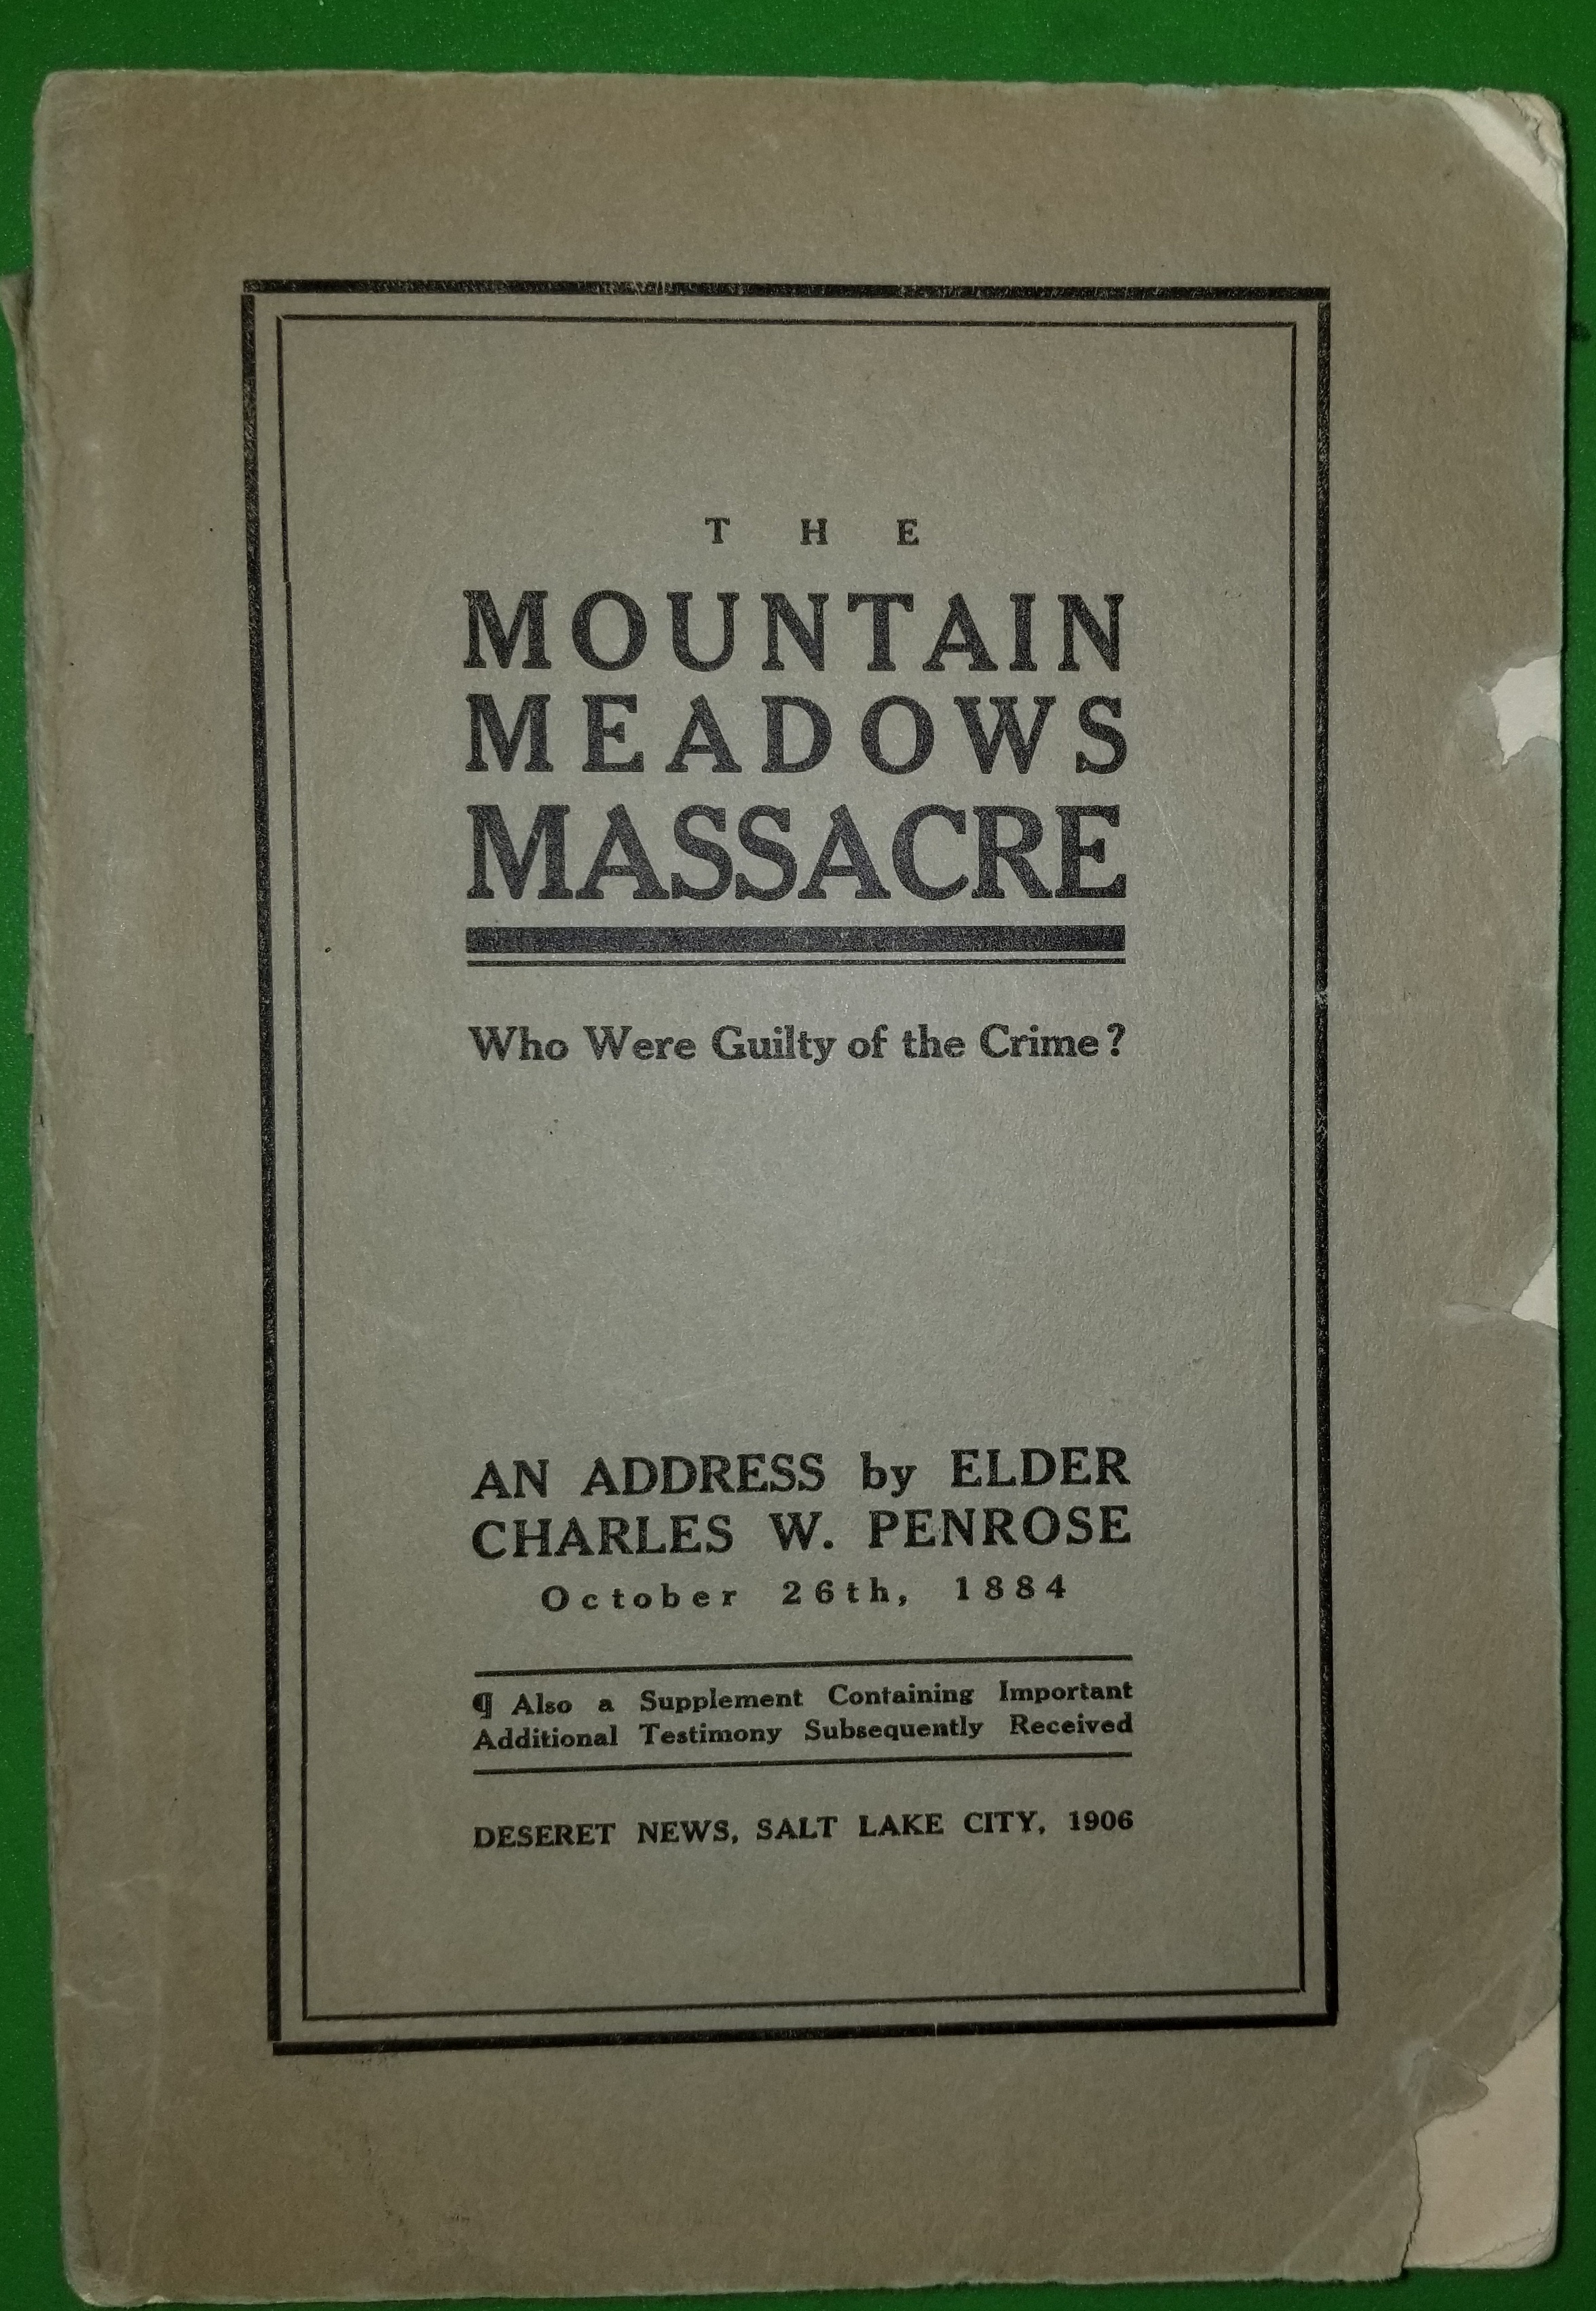 THE
MOUNTAIN
MEADOWS
MASSACRE
Who Were Guilty of the Crime?
AN ADDRESS by ELDER
CHARLES W. PENROSE
October 26th, 1884
¶ Also a Supplement Containing Important
Additional Testimony Subsequently Received
DESERET NEWS, SALT LAKE CITY, 1906